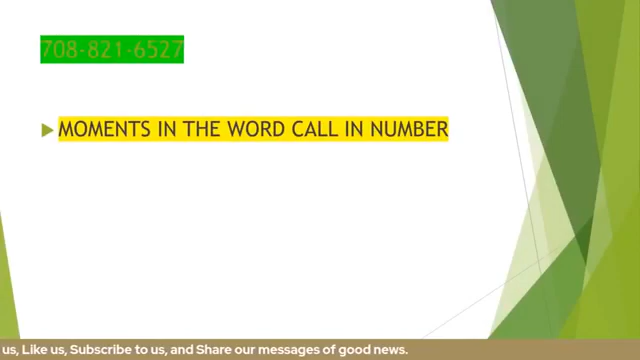 708-821-6527
MOMENTS IN THE WORD CALL IN NUMBER
us, Like us, Subscribe to us, and Share our messages of good news.